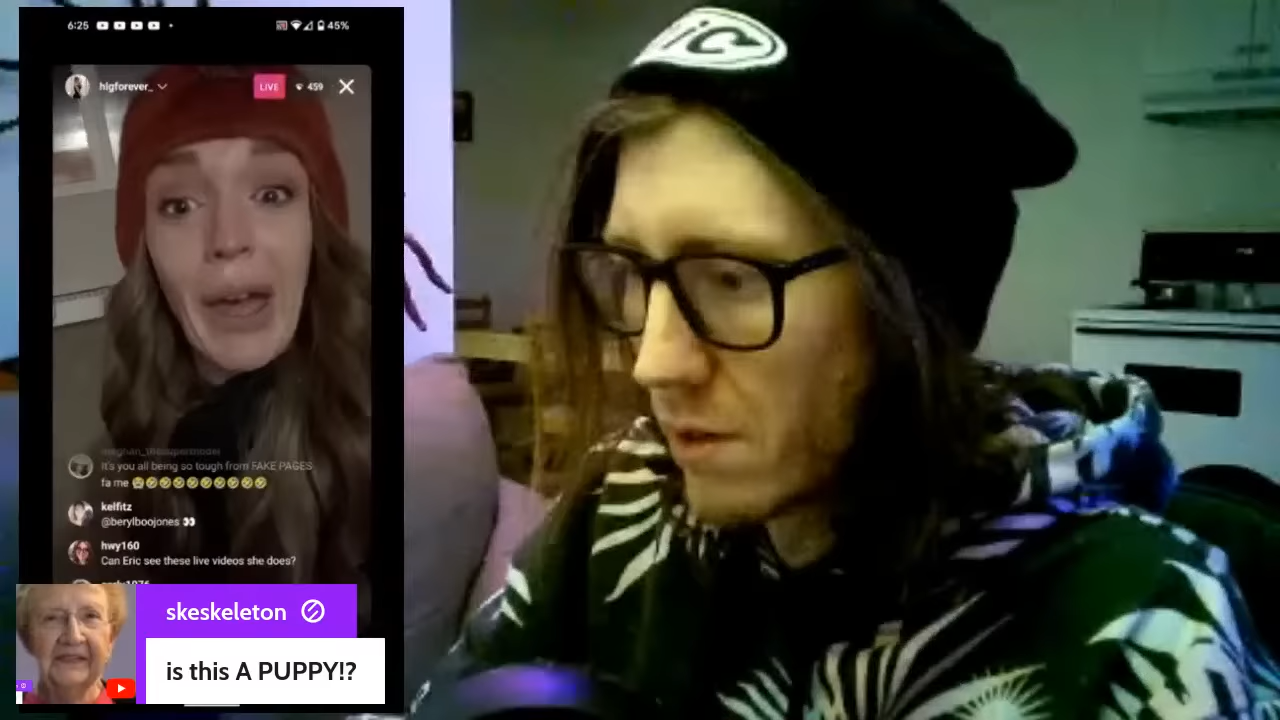 6:25
45%
hlgforever_
LIVE
459
It's you all being so tough from FAKE PAGES
fa me 😭🤣🤣🤣🤣🤣🤣🤣🤣🤣
kelfitz
@berylboojones 👀
hwy160
Can Eric see these live videos she does?
skeskeleton
is this A PUPPY!?